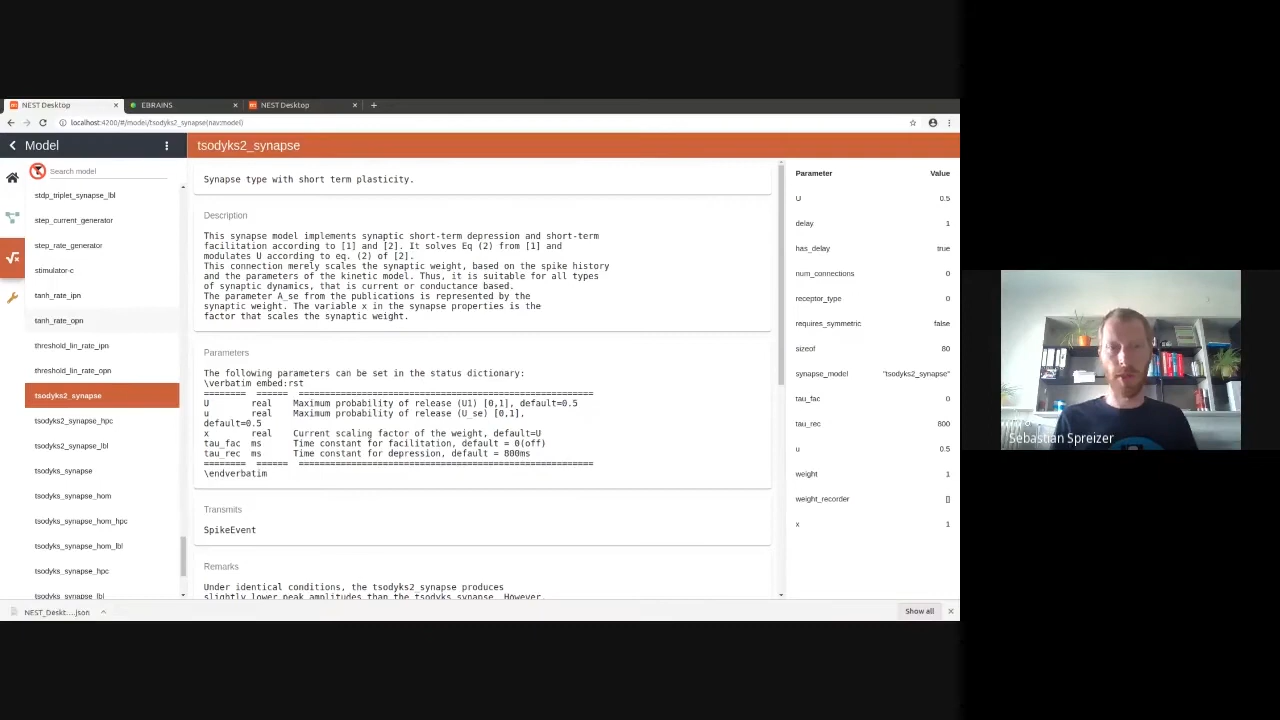 NEST Desktop
EBRAINS
NEST Desktop
localhost:4200/#/model/tsodyks2_synapse(nav:model)
Model
tsodyks2_synapse
Search model
stdp_triplet_synapse_lbl
step_current_generator
step_rate_generator
stimulator-c
tanh_rate_ipn
tanh_rate_opn
threshold_lin_rate_ipn
threshold_lin_rate_opn
tsodyks2_synapse
tsodyks2_synapse_hpc
tsodyks2_synapse_lbl
tsodyks_synapse
tsodyks_synapse_hom
tsodyks_synapse_hom_hpc
tsodyks_synapse_hom_lbl
tsodyks_synapse_hpc
tsodyks_synapse_lbl
Synapse type with short term plasticity.
Description
This synapse model implements synaptic short-term depression and short-term
facilitation according to [1] and [2]. It solves Eq (2) from [1] and
modulates U according to eq. (2) of [2].
This connection merely scales the synaptic weight, based on the spike history
and the parameters of the kinetic model. Thus, it is suitable for all types
of synaptic dynamics, that is current or conductance based.
The parameter A_se from the publications is represented by the
synaptic weight. The variable x in the synapse properties is the
factor that scales the synaptic weight.
Parameters
The following parameters can be set in the status dictionary:
\verbatim embed:rst
======== ====== ========================================================
U real Maximum probability of release (U1) [0,1], default=0.5
u real Maximum probability of release (U_se) [0,1],
default=0.5
x real Current scaling factor of the weight, default=U
tau_fac ms Time constant for facilitation, default = 0(off)
tau_rec ms Time constant for depression, default = 800ms
======== ====== ========================================================
\endverbatim
Transmits
SpikeEvent
Remarks
Under identical conditions, the tsodyks2_synapse produces
slightly lower peak amplitudes than the tsodyks_synapse. However,
Parameter Value
U 0.5
delay 1
has_delay true
num_connections 0
receptor_type 0
requires_symmetric false
sizeof 80
synapse_model "tsodyks2_synapse"
tau_fac 0
tau_rec 800
u 0.5
weight 1
weight_recorder []
x 1
NEST_Deskt....json
Show all
Sebastian Spreizer